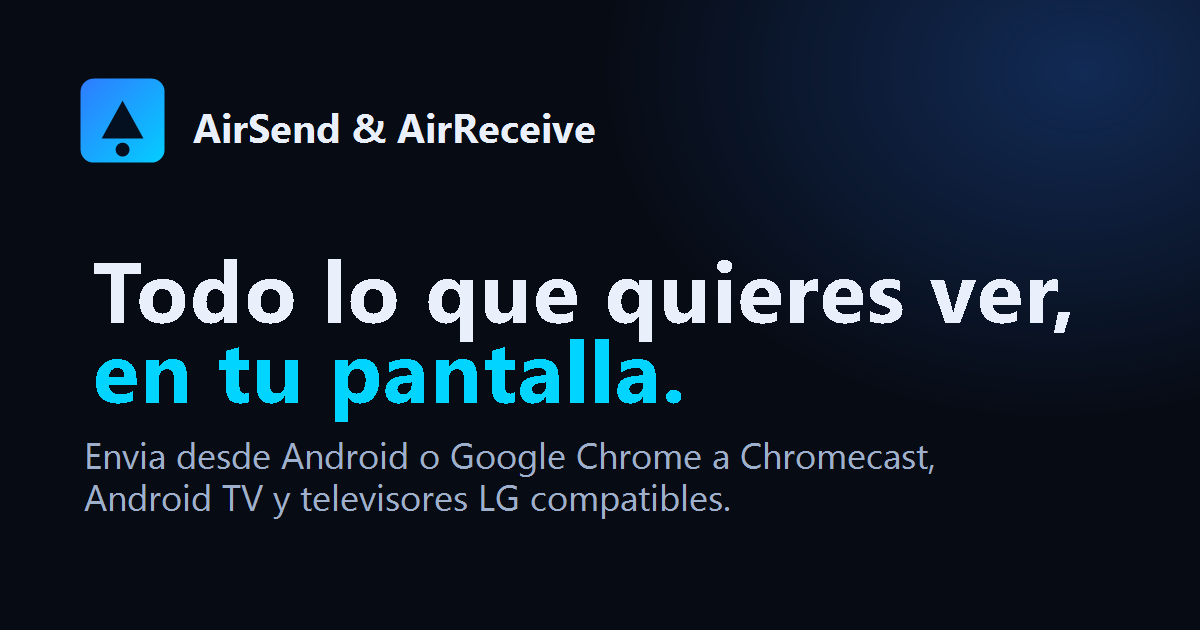 AirSend & AirReceive
Todo lo que quieres ver,
en tu pantalla.
Envia desde Android o Google Chrome a Chromecast,
Android TV y televisores LG compatibles.